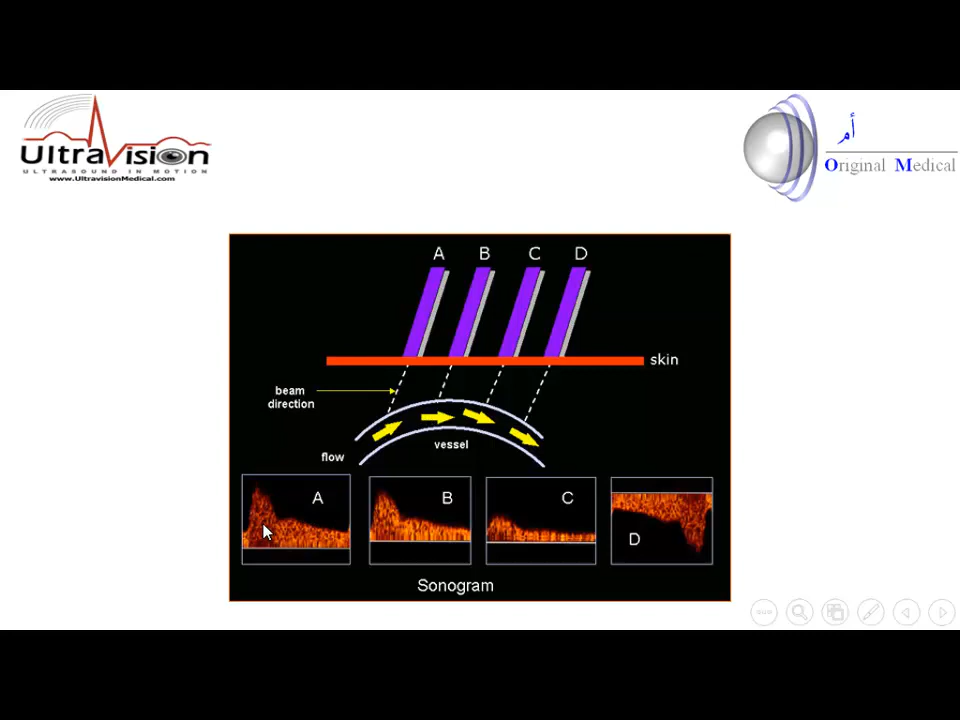 UltraVision
ULTRASOUND IN MOTION
www.UltravisionMedical.com
أم
Original Medical
A B C D
skin
beam
direction
vessel
flow
A
B
C
D
Sonogram